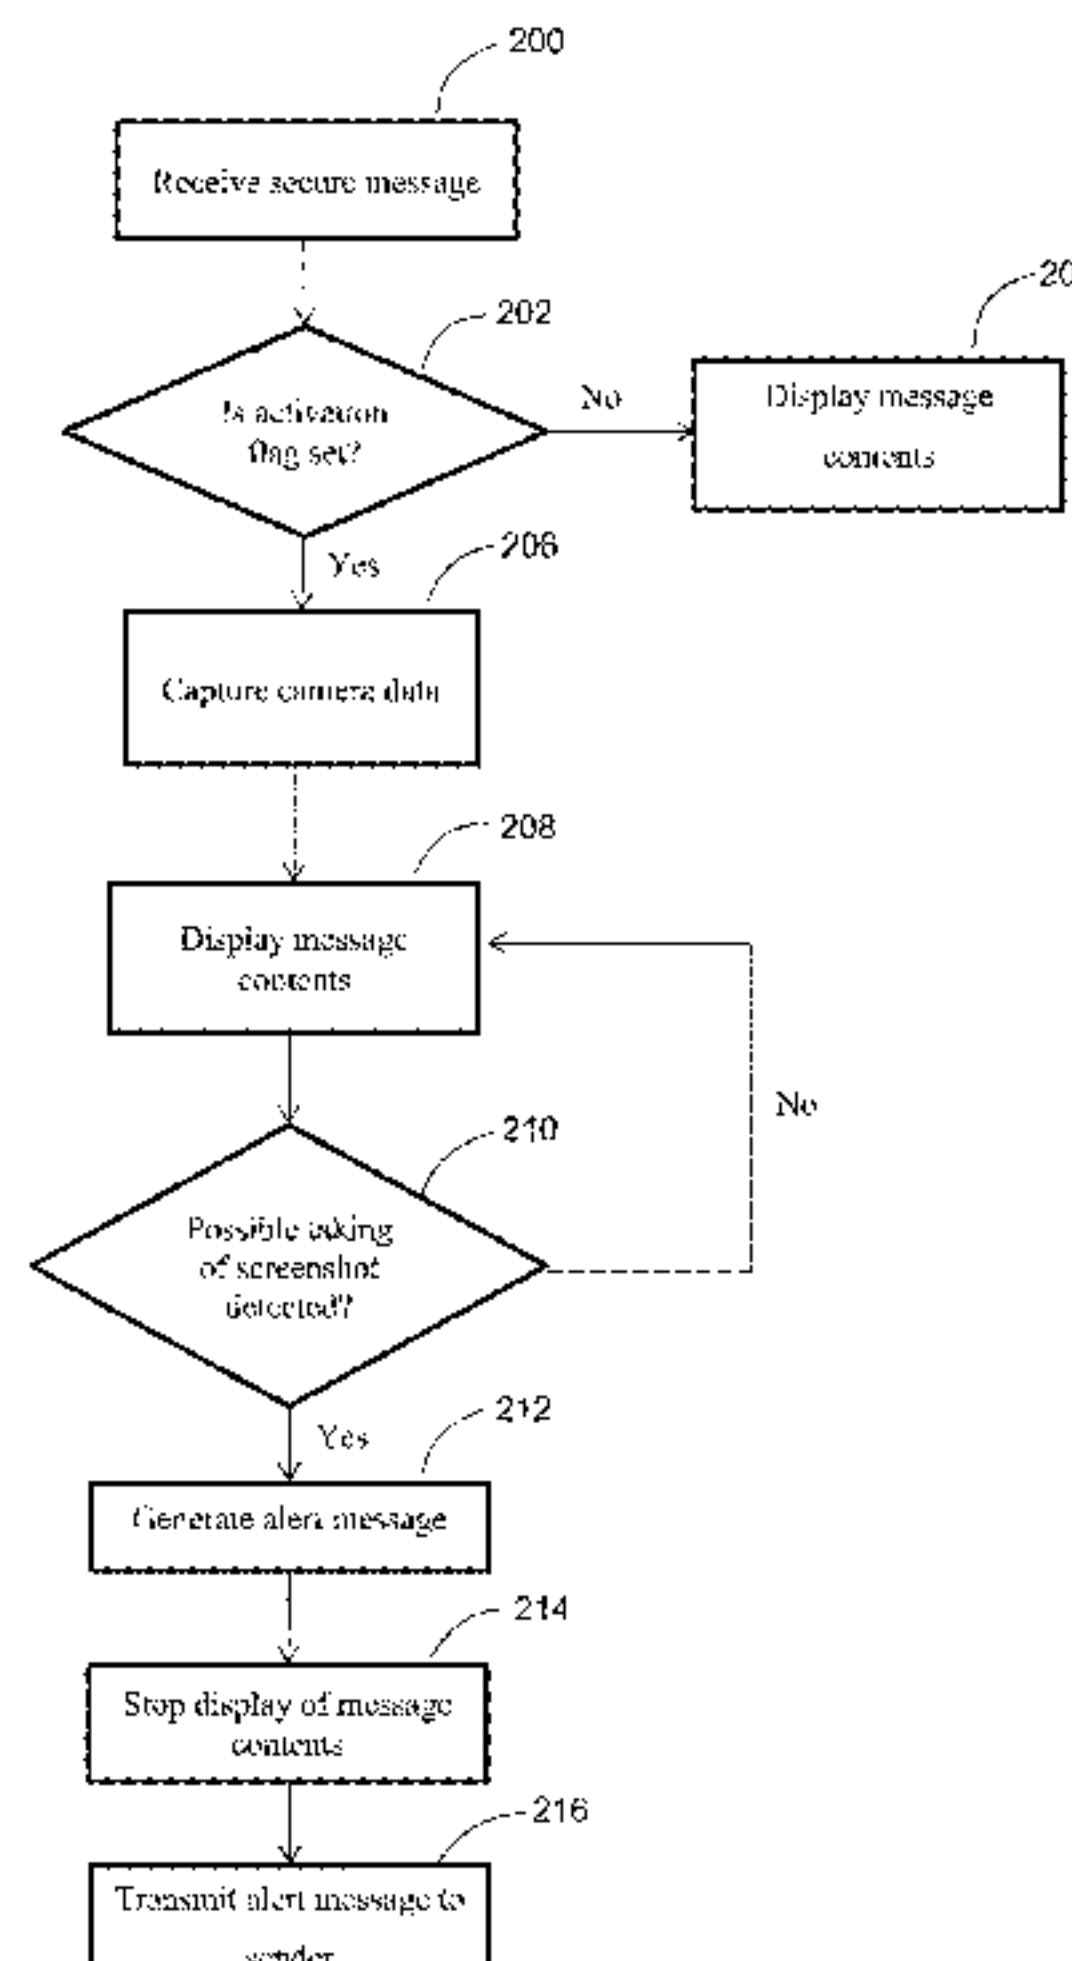 200
Receive secure message
202
Is activation
flag set?
No
20
Display message
contents
Yes
206
Capture camera data
208
Display message
contents
No
210
Possible taking
of screenshot
detected?
Yes
212
Generate alert message
214
Stop display of message
contents
216
Transmit alert message to
sender